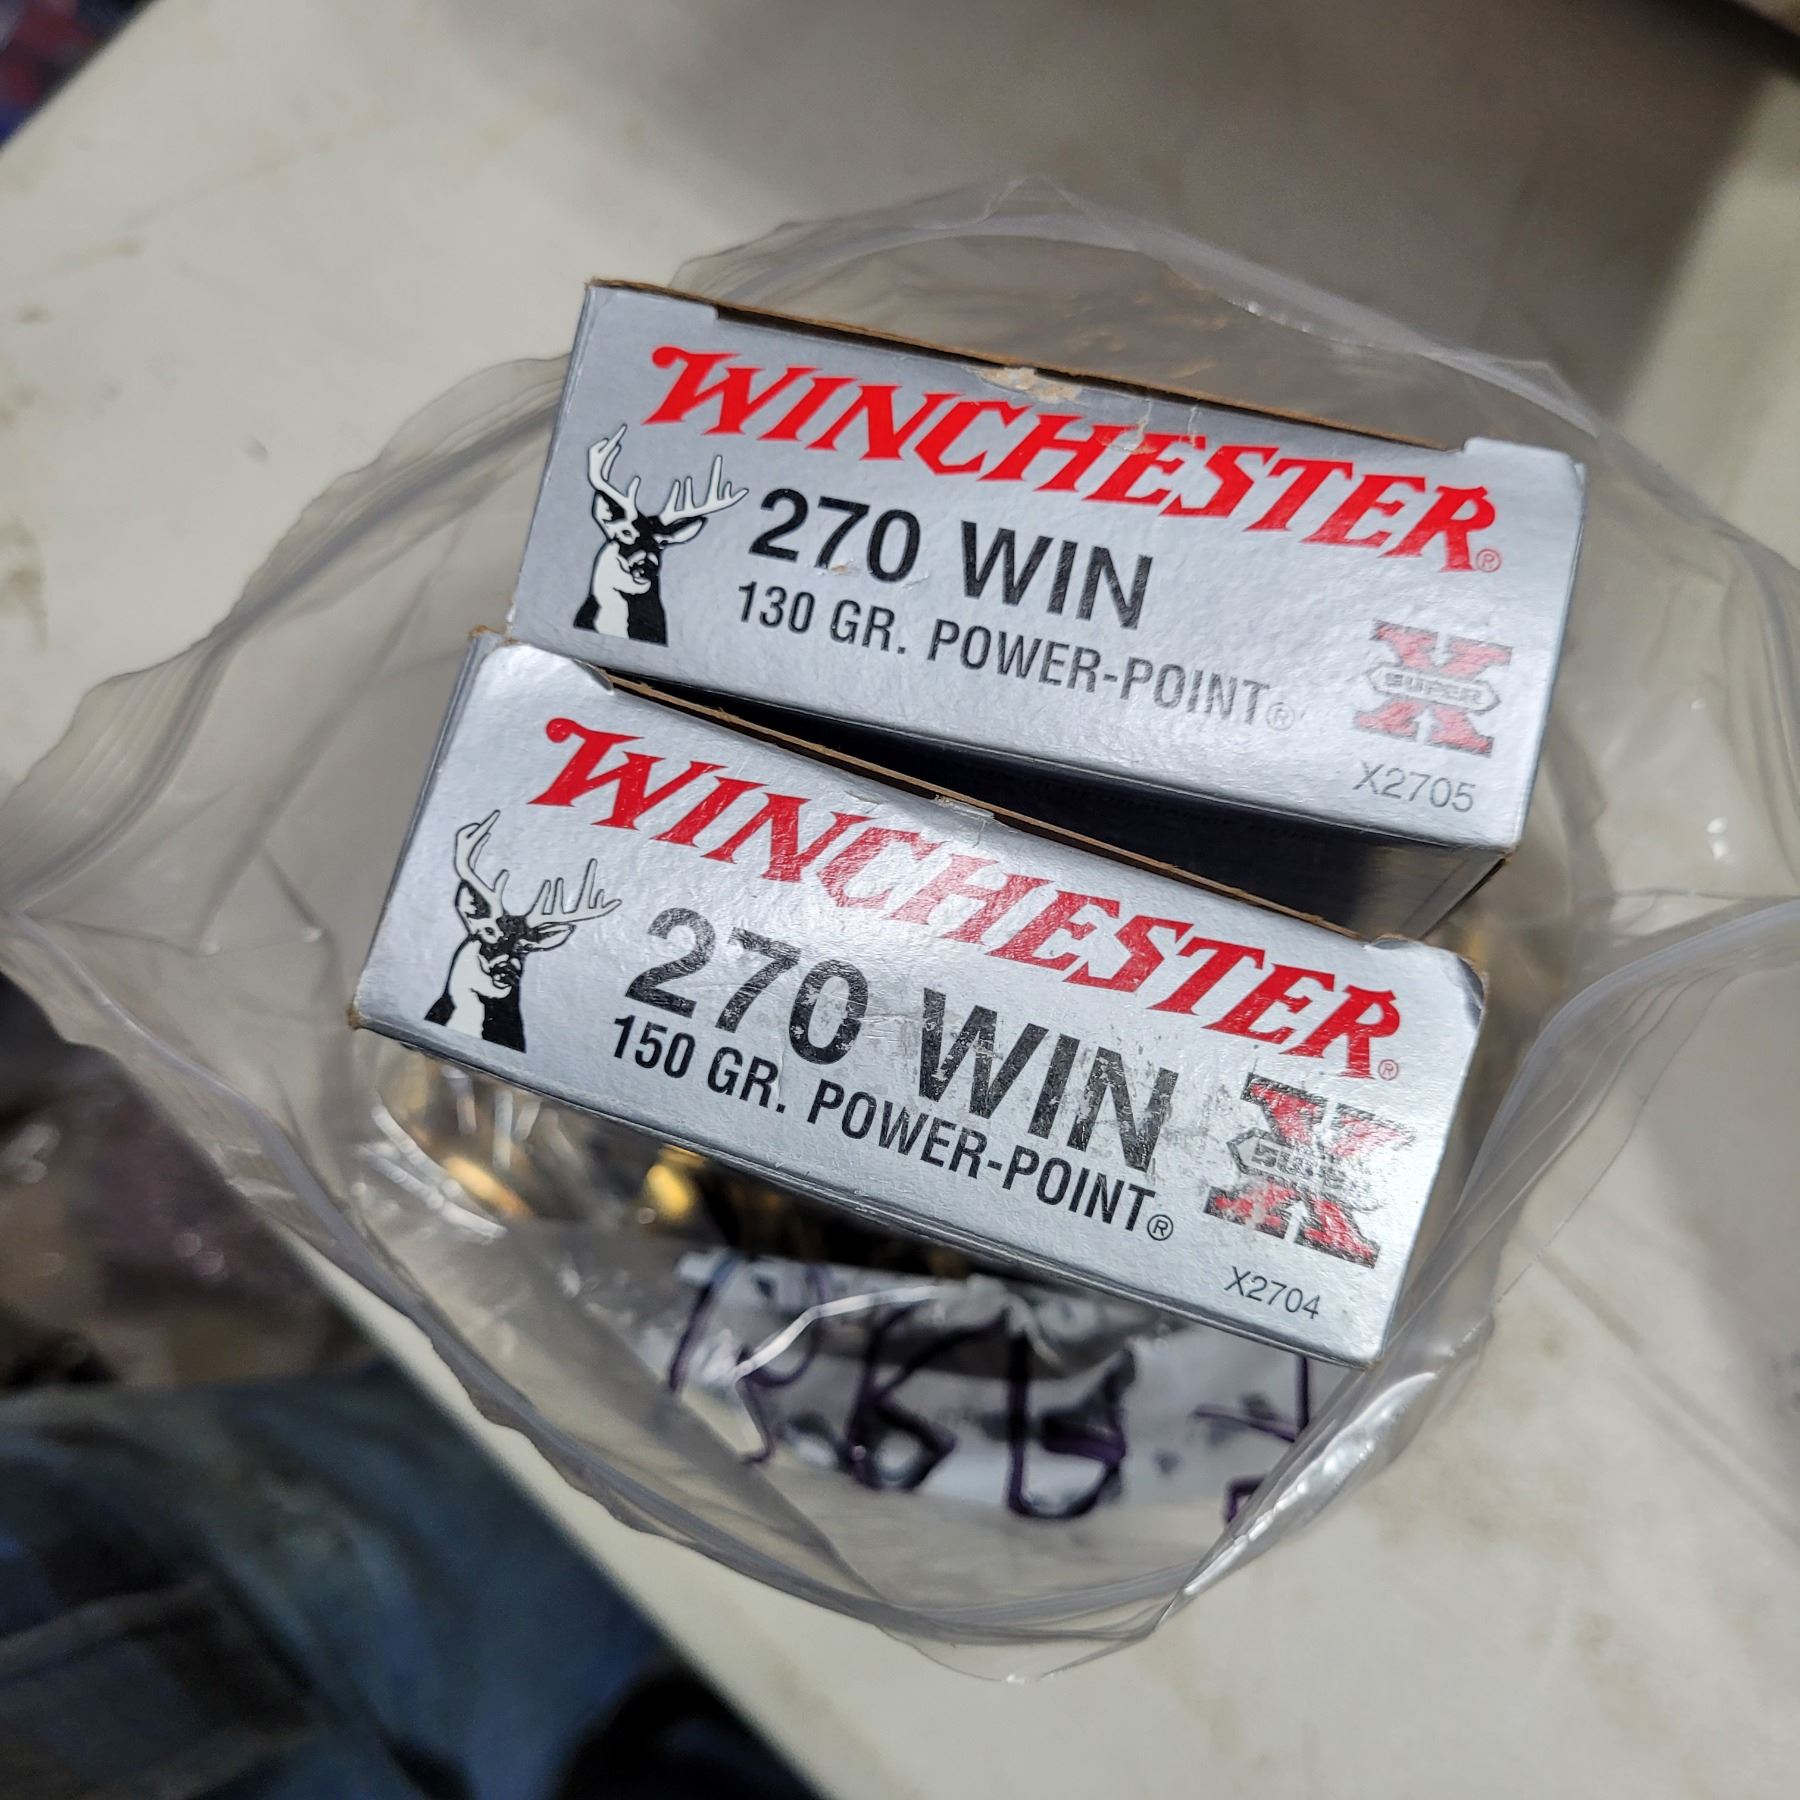 WINCHESTER®
270 WIN
130 GR. POWER-POINT®
SUPER X
X2705
WINCHESTER®
270 WIN
150 GR. POWER-POINT®
SUPER X
X2704